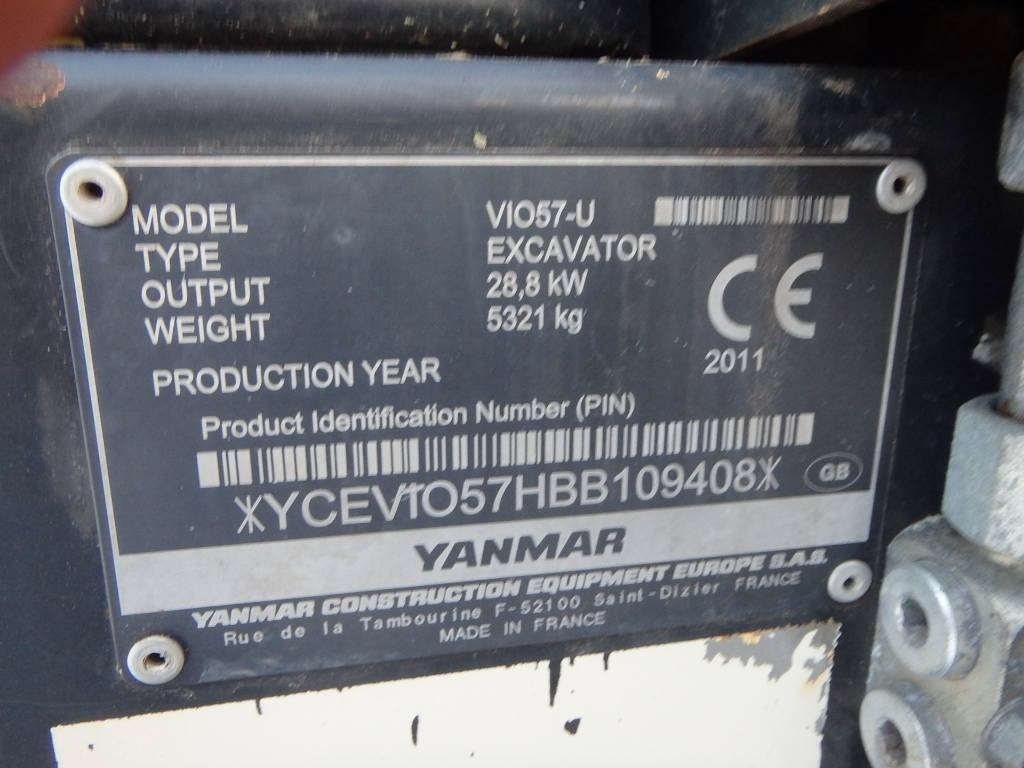 MODEL VIO57-U
TYPE EXCAVATOR
OUTPUT 28,8 kW
WEIGHT 5321 kg
CE
PRODUCTION YEAR 2011
Product Identification Number (PIN)
*YCEVIO57HBB109408*
GB
YANMAR
YANMAR CONSTRUCTION EQUIPMENT EUROPE S.A.S.
Rue de la Tambourine F-52100 Saint-Dizier FRANCE
MADE IN FRANCE